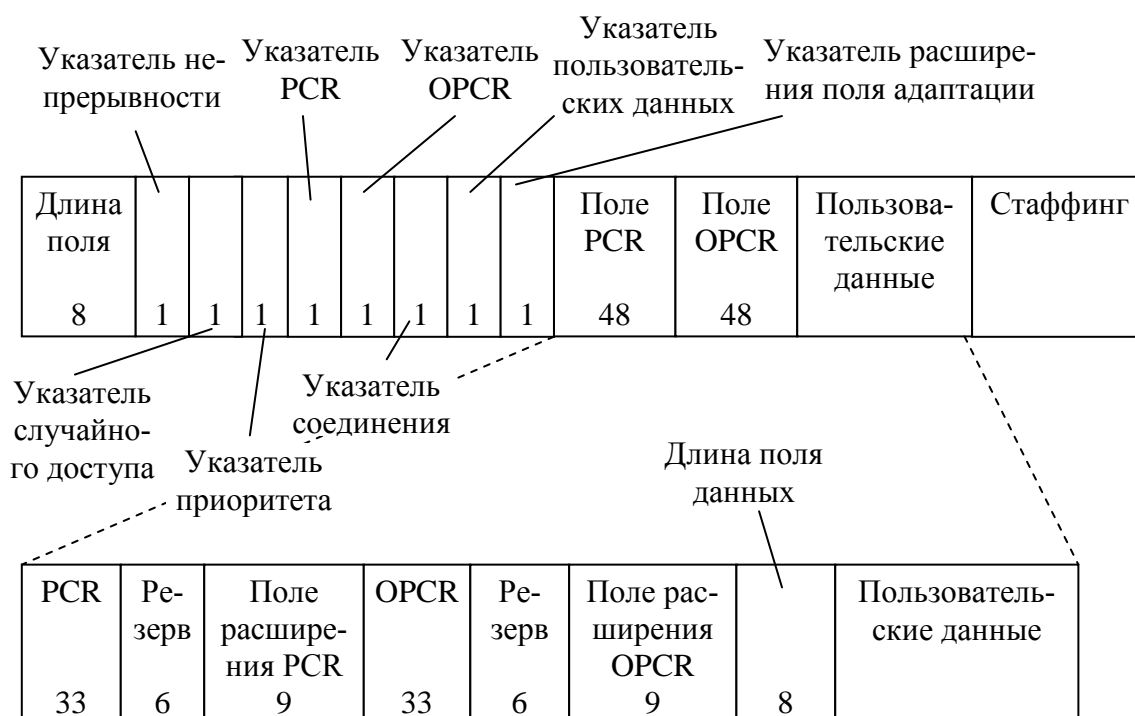 Указатель не-
прерывности
Указатель
PCR
Указатель
OPCR
Указатель
пользователь-
ских данных
Указатель расшире-
ния поля адаптации
Длина
поля
8
1
1
1
1
1
1
1
1
Поле
PCR
48
Поле
OPCR
48
Пользова-
тельские
данные
Стаффинг
Указатель
случайно-
го доступа
Указатель
приоритета
Указатель
соединения
Длина поля
данных
PCR
33
Ре-
зерв
6
Поле
расшире-
ния PCR
9
OPCR
33
Ре-
зерв
6
Поле рас-
ширения
OPCR
9
8
Пользователь-
ские данные